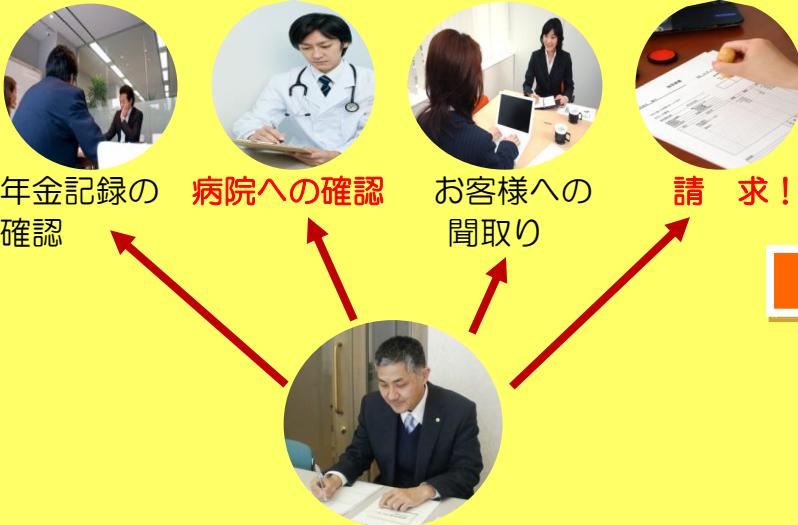 年金記録の
確認
病院への確認
お客様への
聞取り
請　求！